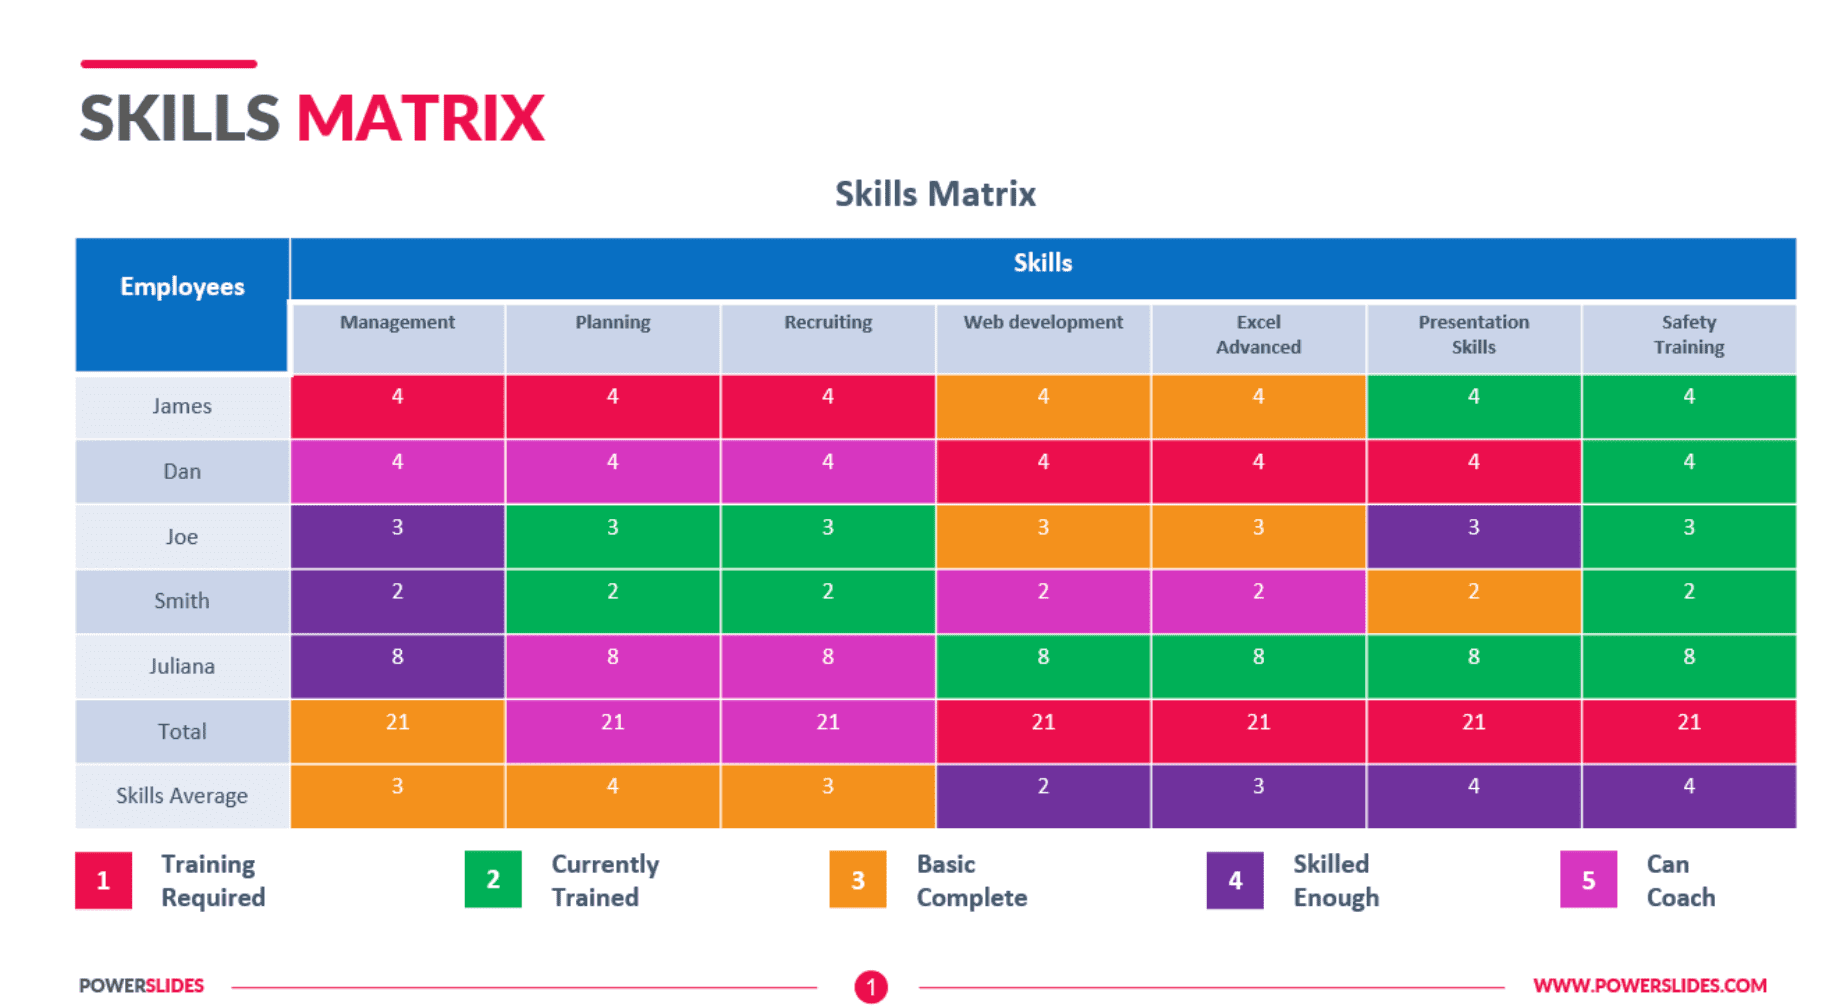 SKILLS MATRIX
Skills Matrix
Employees
Skills
Management Planning Recruiting Web development Excel Advanced Presentation Skills Safety Training
James 4 4 4 4 4 4 4
Dan 4 4 4 4 4 4 4
Joe 3 3 3 3 3 3 3
Smith 2 2 2 2 2 2 2
Juliana 8 8 8 8 8 8 8
Total 21 21 21 21 21 21 21
Skills Average 3 4 3 2 3 4 4
1 Training Required 2 Currently Trained 3 Basic Complete 4 Skilled Enough 5 Can Coach
POWERSLIDES 1 WWW.POWERSLIDES.COM